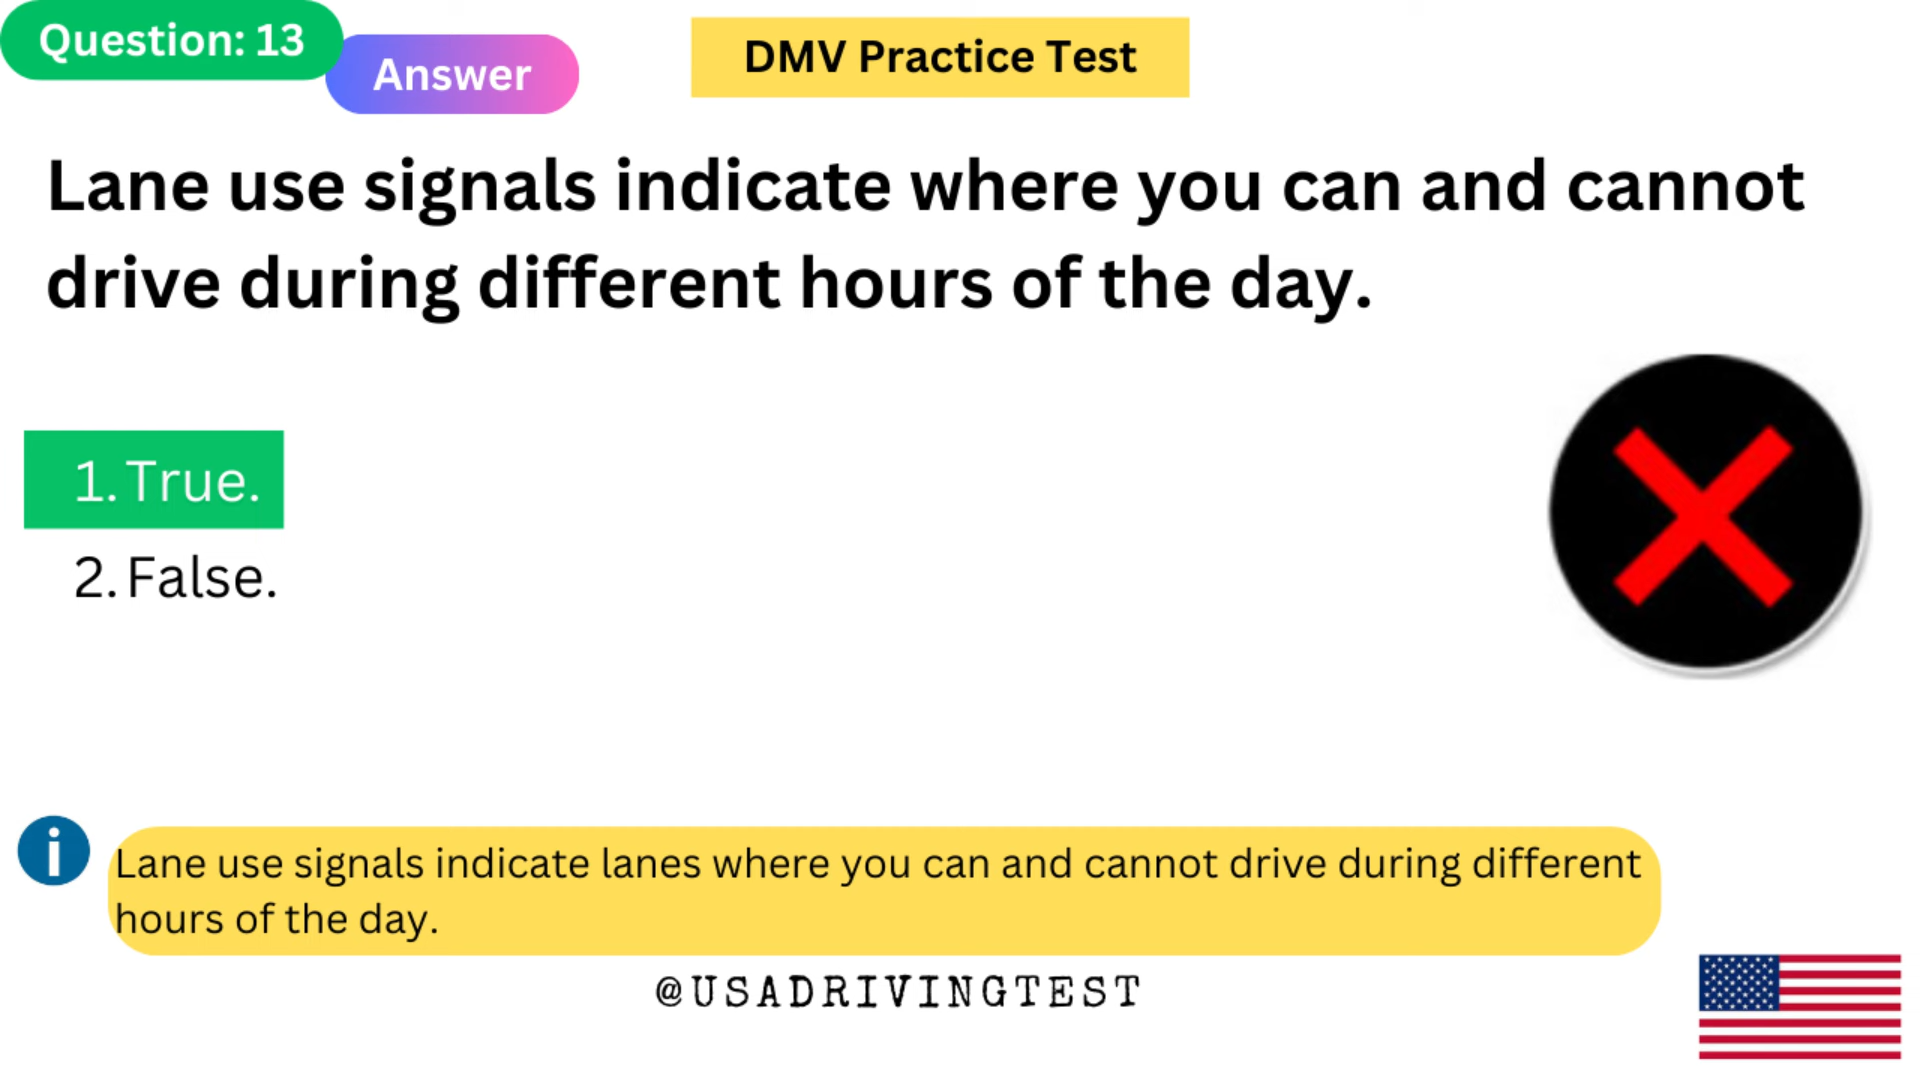 Question: 13
Answer
DMV Practice Test
Lane use signals indicate where you can and cannot
drive during different hours of the day.
1. True.
2. False.
i
Lane use signals indicate lanes where you can and cannot drive during different
hours of the day.
@USADRIVINGTEST